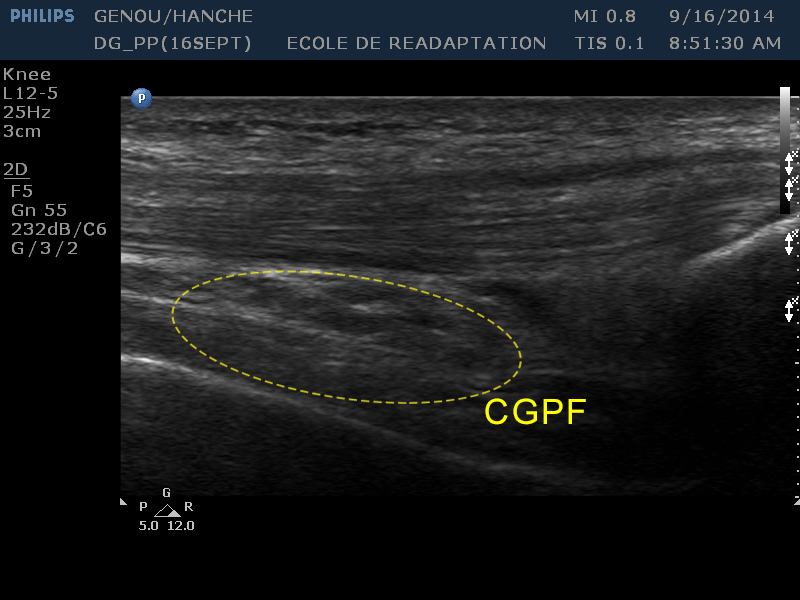 PHILIPS GENOU/HANCHE MI 0.8 9/16/2014
DG_PP(16SEPT) ECOLE DE READAPTATION TIS 0.1 8:51:30 AM
Knee
L12-5
25Hz
3cm
2D
F5
Gn 55
232dB/C6
G/3/2
P
CGPF
G
P R
5.0 12.0